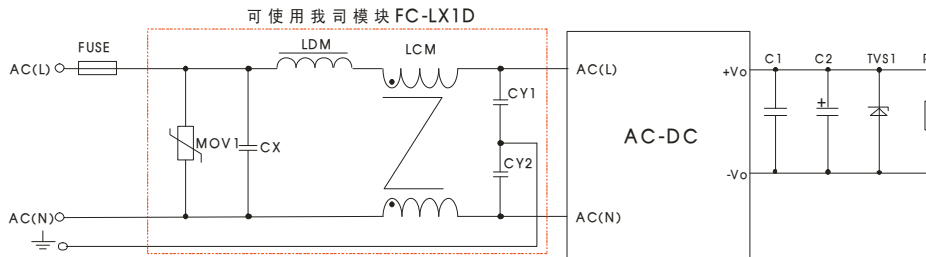 可使用我司模块FC-LX1D
FUSE
LDM
LCM
AC(L)
AC(L)
+Vo
C1
C2
TVS1
CY1
MOV1
CX
+
AC-DC
CY2
-Vo
AC(N)
AC(N)